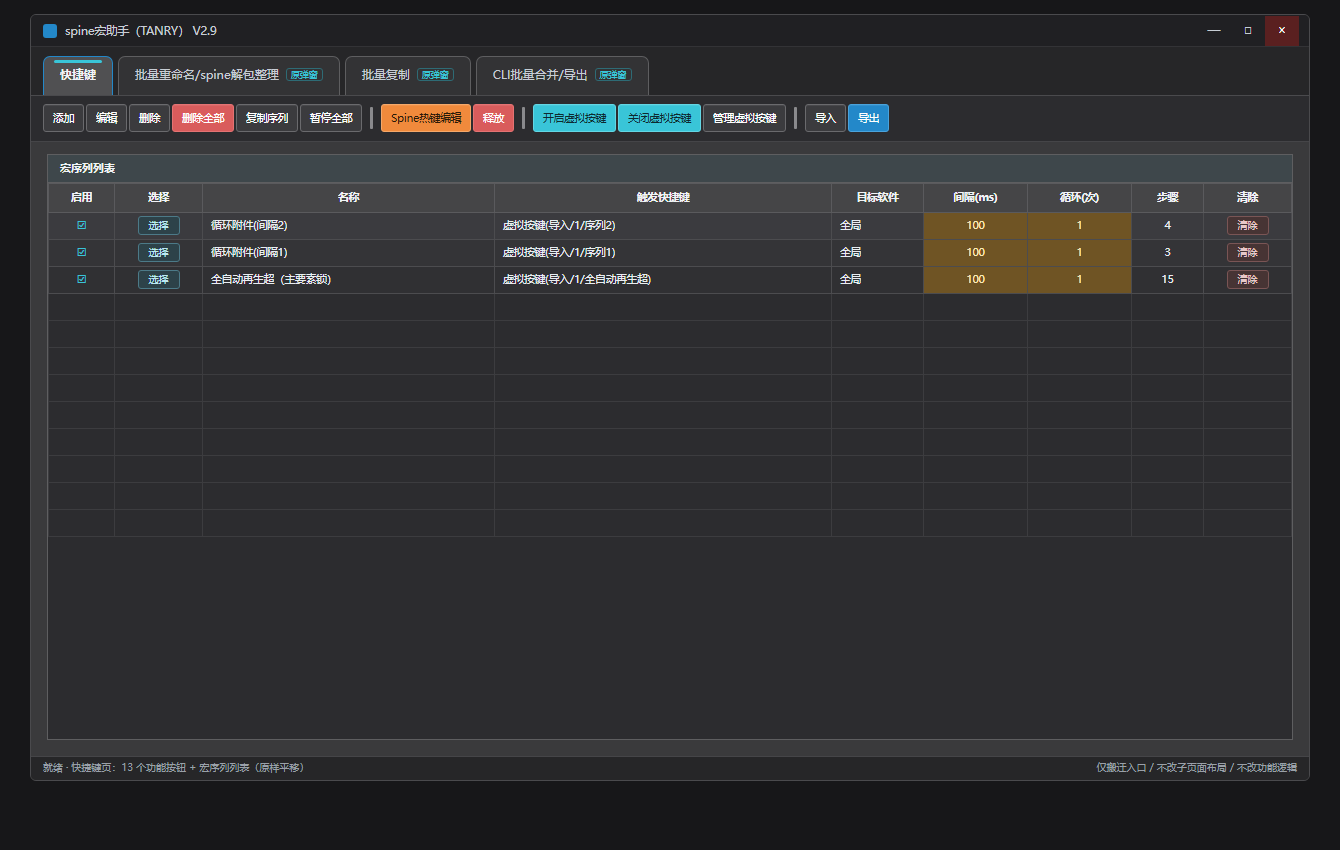 spine宏助手（TANRY） V2.9
快捷键 批量重命名/spine解包整理 原弹窗 批量复制 原弹窗 CLI批量合并/导出 原弹窗
添加 编辑 删除 删除全部 复制序列 暂停全部 Spine热键编辑 释放 开启虚拟按键 关闭虚拟按键 管理虚拟按键 导入 导出
宏序列列表
启用 选择 名称 触发快捷键 目标软件 间隔(ms) 循环(次) 步骤 清除
选择 循环附件(间隔2) 虚拟按键(导入/1/序列2) 全局 100 1 4 清除
选择 循环附件(间隔1) 虚拟按键(导入/1/序列1) 全局 100 1 3 清除
选择 全自动再生超（主要紊锁） 虚拟按键(导入/1/全自动再生超) 全局 100 1 15 清除
就绪 · 快捷键页：13 个功能按钮 + 宏序列列表（原样平移） 仅搬迁入口 / 不改子页面布局 / 不改功能逻辑